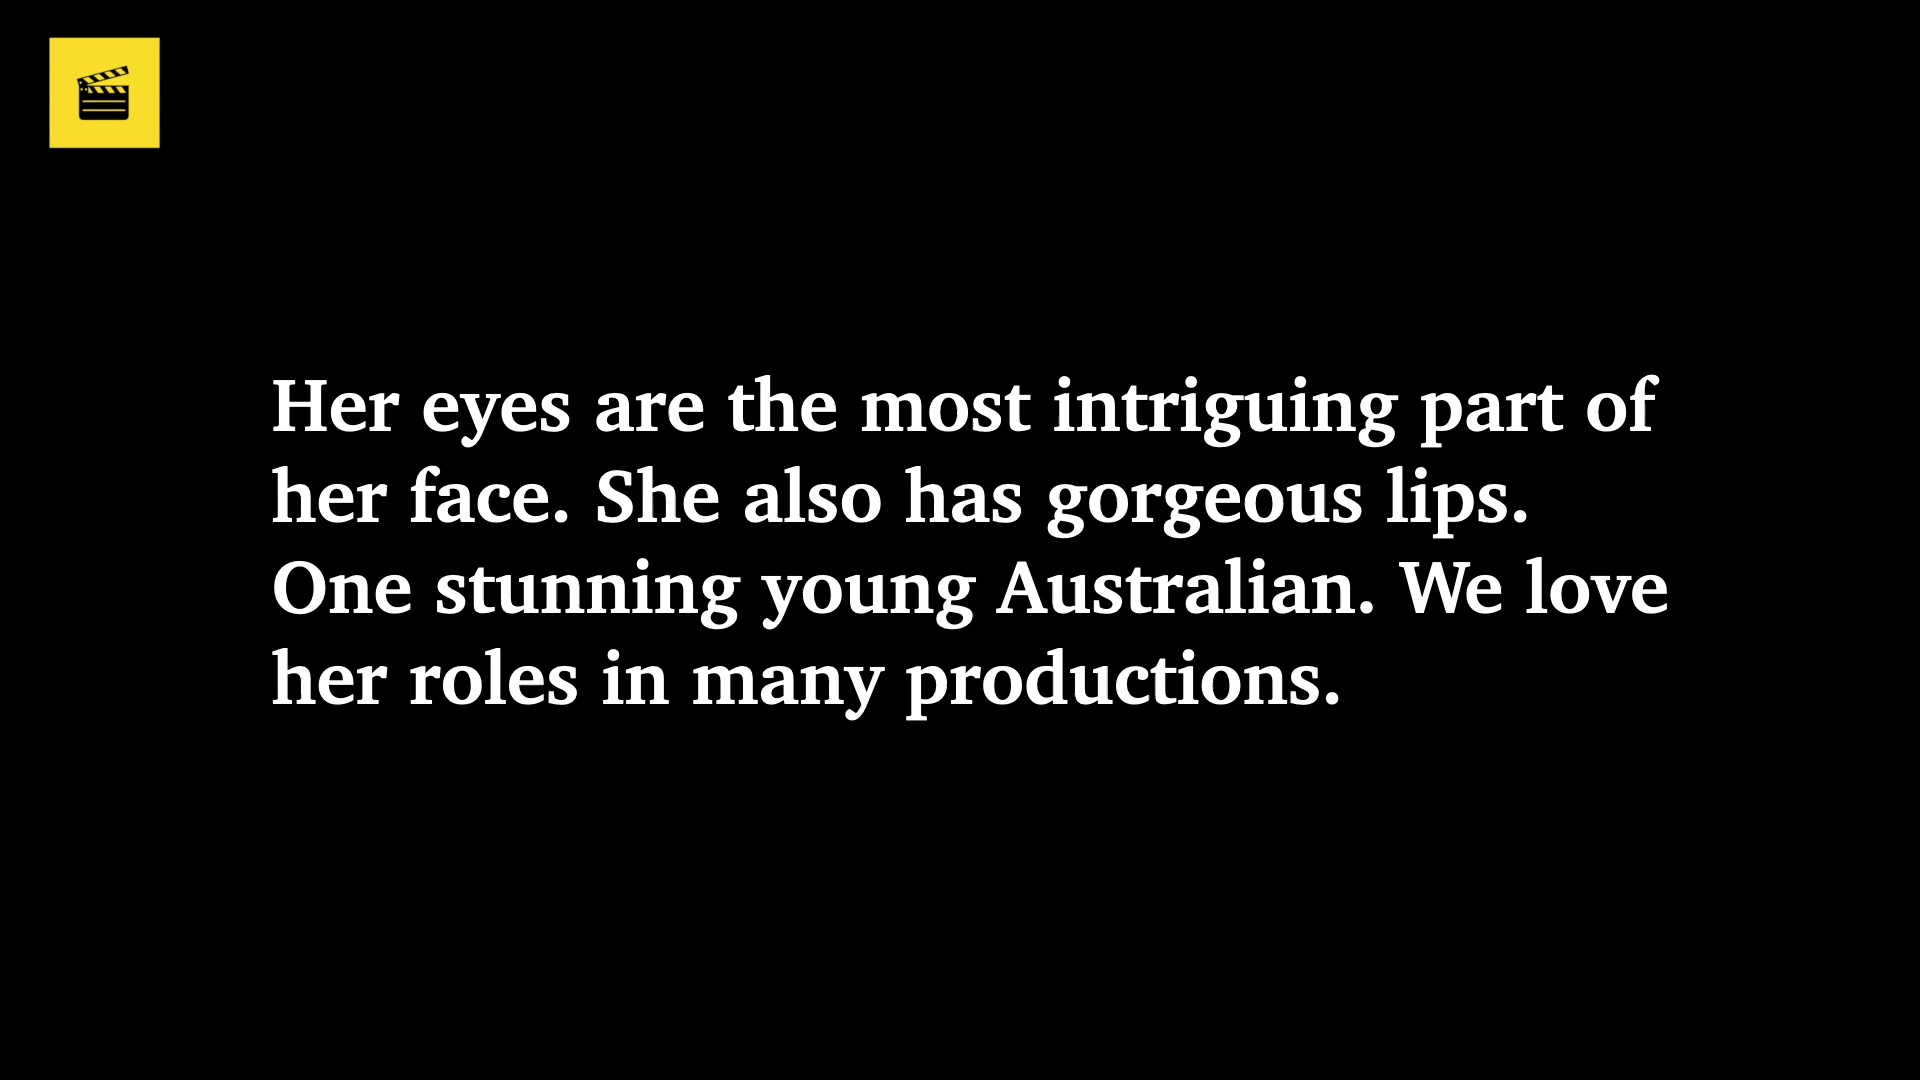 Her eyes are the most intriguing part of
her face. She also has gorgeous lips.
One stunning young Australian. We love
her roles in many productions.